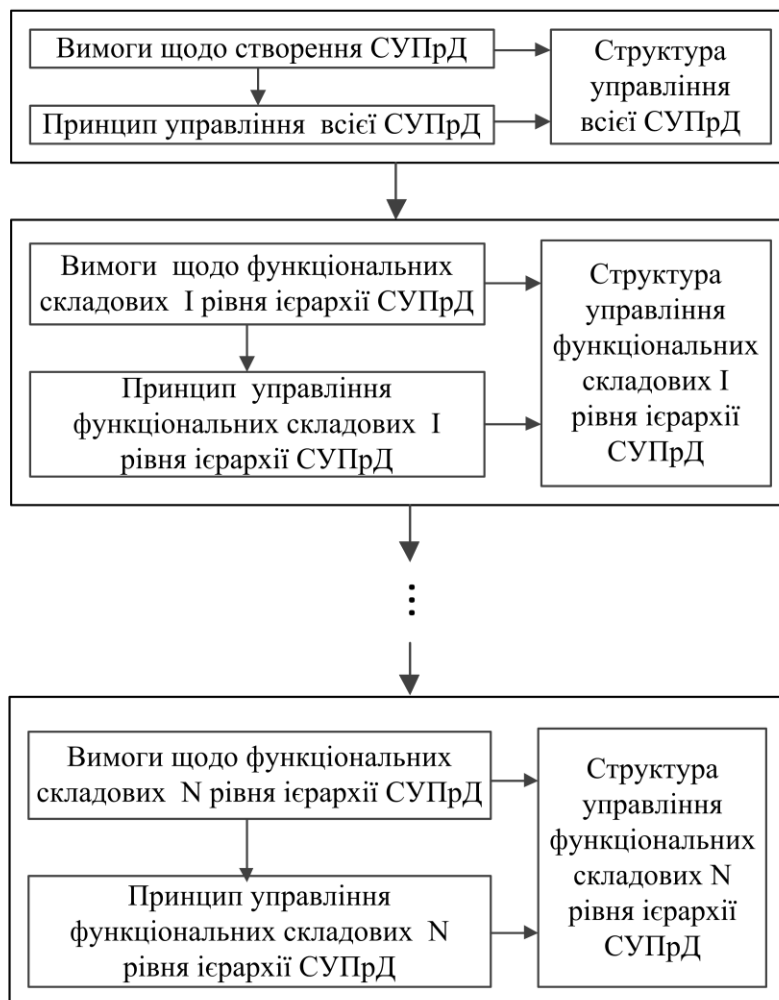 Вимоги щодо створення СУПрД
Принцип управління всієї СУПрД
Структура
управління
всієї СУПрД
Вимоги щодо функціональних
складових І рівня ієрархії СУПрД
Принцип управління
функціональних складових І
рівня ієрархії СУПрД
Структура
управління
функціональних
складових І
рівня ієрархії
СУПрД
...
Вимоги щодо функціональних
складових N рівня ієрархії СУПрД
Принцип управління
функціональних складових N
рівня ієрархії СУПрД
Структура
управління
функціональних
складових N
рівня ієрархії
СУПрД